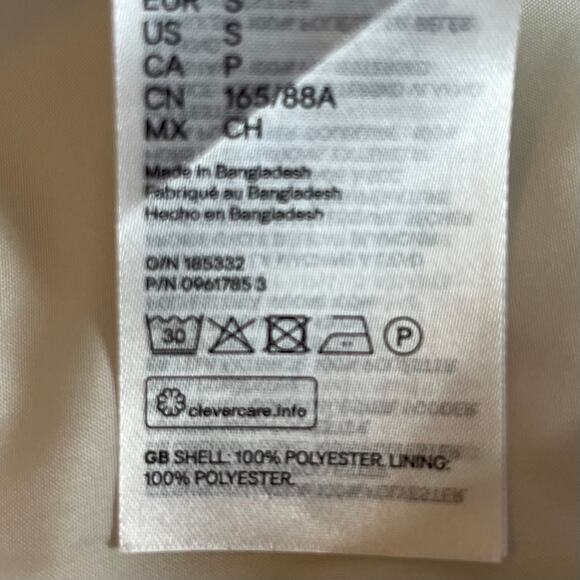 EUR S
US S
CA P
CN 165/88A
MX CH
Made in Bangladesh
Fabriqué au Bangladesh
Hecho en Bangladesh
O/N 185332
P/N 0961785 3
30 P
clevercare.info
GB SHELL: 100% POLYESTER. LINING:
100% POLYESTER.